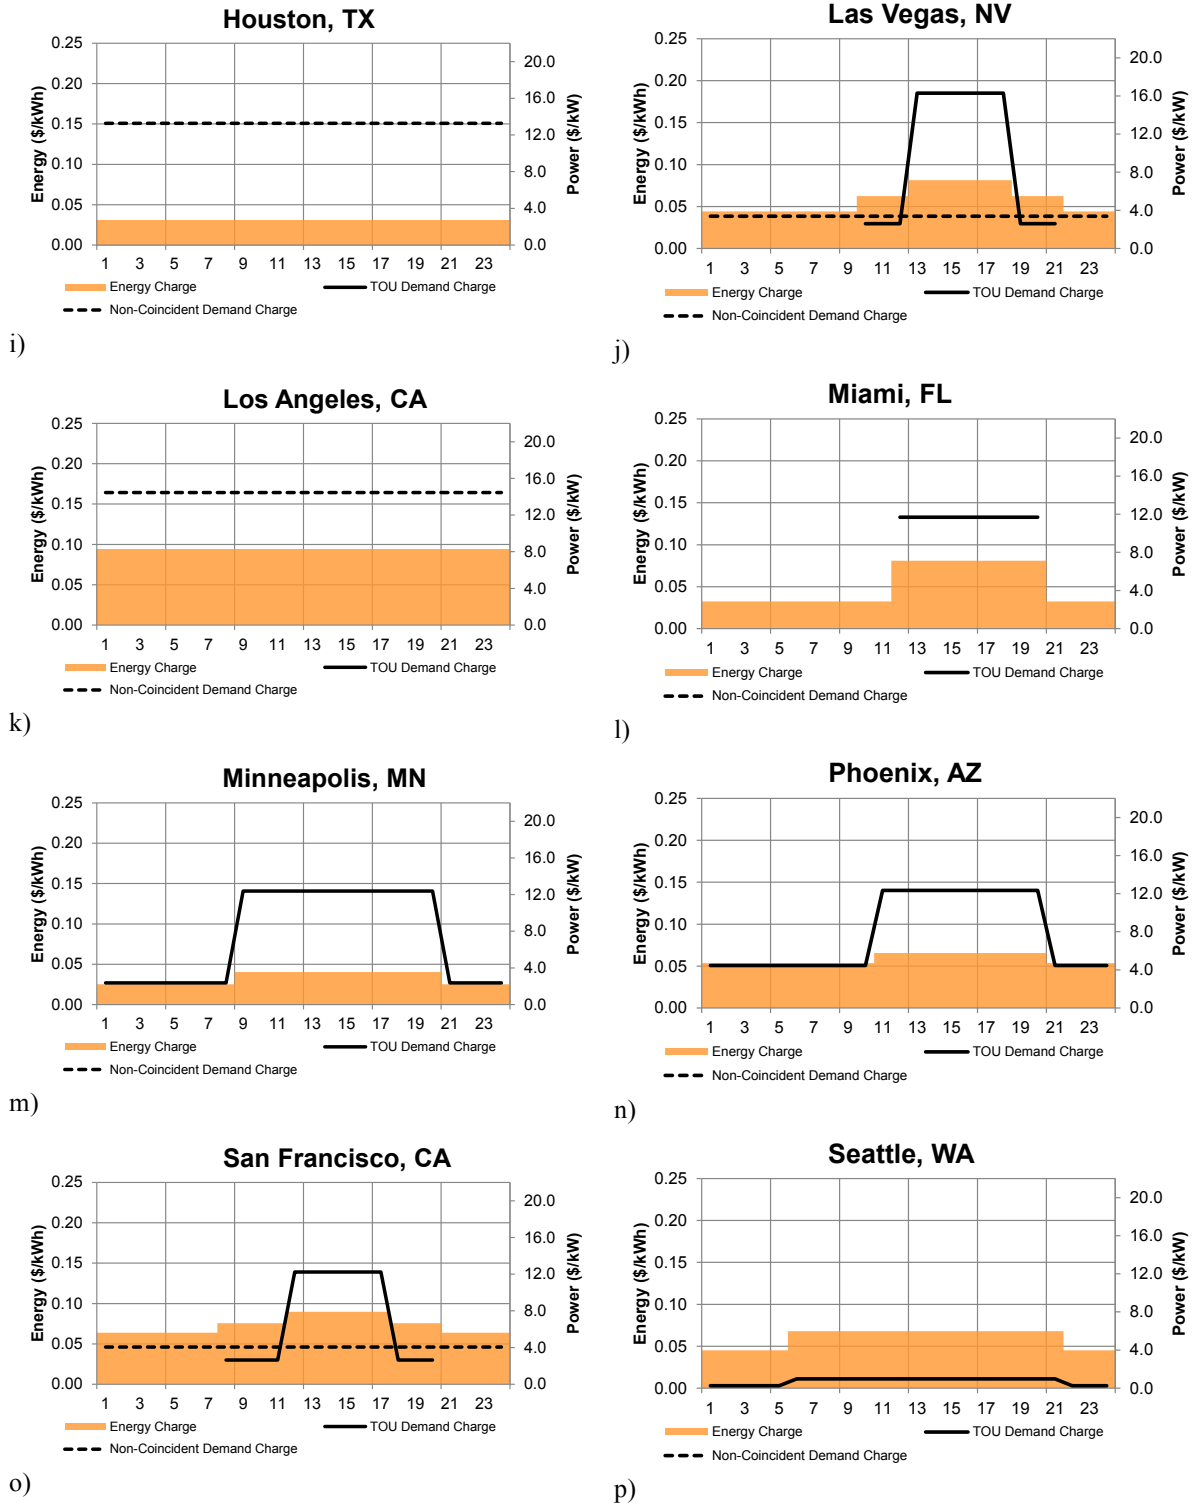 Houston, TX
0.25
0.20
0.15
0.10
0.05
0.00
Energy ($/kWh)
20.0
16.0
12.0
8.0
4.0
0.0
Power ($/kW)
1 3 5 7 9 11 13 15 17 19 21 23
Energy Charge TOU Demand Charge
Non-Coincident Demand Charge
i)
Las Vegas, NV
0.25
0.20
0.15
0.10
0.05
0.00
Energy ($/kWh)
20.0
16.0
12.0
8.0
4.0
0.0
Power ($/kW)
1 3 5 7 9 11 13 15 17 19 21 23
Energy Charge TOU Demand Charge
Non-Coincident Demand Charge
j)
Los Angeles, CA
0.25
0.20
0.15
0.10
0.05
0.00
Energy ($/kWh)
20.0
16.0
12.0
8.0
4.0
0.0
Power ($/kW)
1 3 5 7 9 11 13 15 17 19 21 23
Energy Charge TOU Demand Charge
Non-Coincident Demand Charge
k)
Miami, FL
0.25
0.20
0.15
0.10
0.05
0.00
Energy ($/kWh)
20.0
16.0
12.0
8.0
4.0
0.0
Power ($/kW)
1 3 5 7 9 11 13 15 17 19 21 23
Energy Charge TOU Demand Charge
Non-Coincident Demand Charge
l)
Minneapolis, MN
0.25
0.20
0.15
0.10
0.05
0.00
Energy ($/kWh)
20.0
16.0
12.0
8.0
4.0
0.0
Power ($/kW)
1 3 5 7 9 11 13 15 17 19 21 23
Energy Charge TOU Demand Charge
Non-Coincident Demand Charge
m)
Phoenix, AZ
0.25
0.20
0.15
0.10
0.05
0.00
Energy ($/kWh)
20.0
16.0
12.0
8.0
4.0
0.0
Power ($/kW)
1 3 5 7 9 11 13 15 17 19 21 23
Energy Charge TOU Demand Charge
Non-Coincident Demand Charge
n)
San Francisco, CA
0.25
0.20
0.15
0.10
0.05
0.00
Energy ($/kWh)
20.0
16.0
12.0
8.0
4.0
0.0
Power ($/kW)
1 3 5 7 9 11 13 15 17 19 21 23
Energy Charge TOU Demand Charge
Non-Coincident Demand Charge
o)
Seattle, WA
0.25
0.20
0.15
0.10
0.05
0.00
Energy ($/kWh)
20.0
16.0
12.0
8.0
4.0
0.0
Power ($/kW)
1 3 5 7 9 11 13 15 17 19 21 23
Energy Charge TOU Demand Charge
Non-Coincident Demand Charge
p)